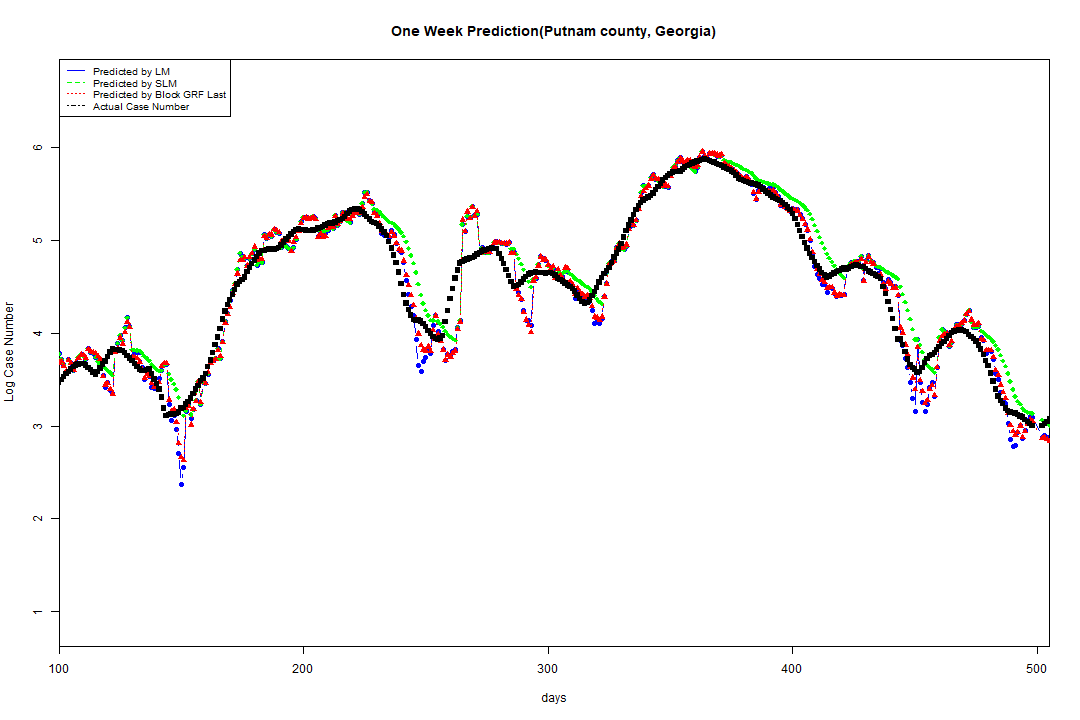 One Week Prediction(Putnam county, Georgia)
Predicted by LM
Predicted by SLM
Predicted by Block GRF Last
Actual Case Number
6
5
4
3
2
1
Log Case Number
100 200 300 400 500
days